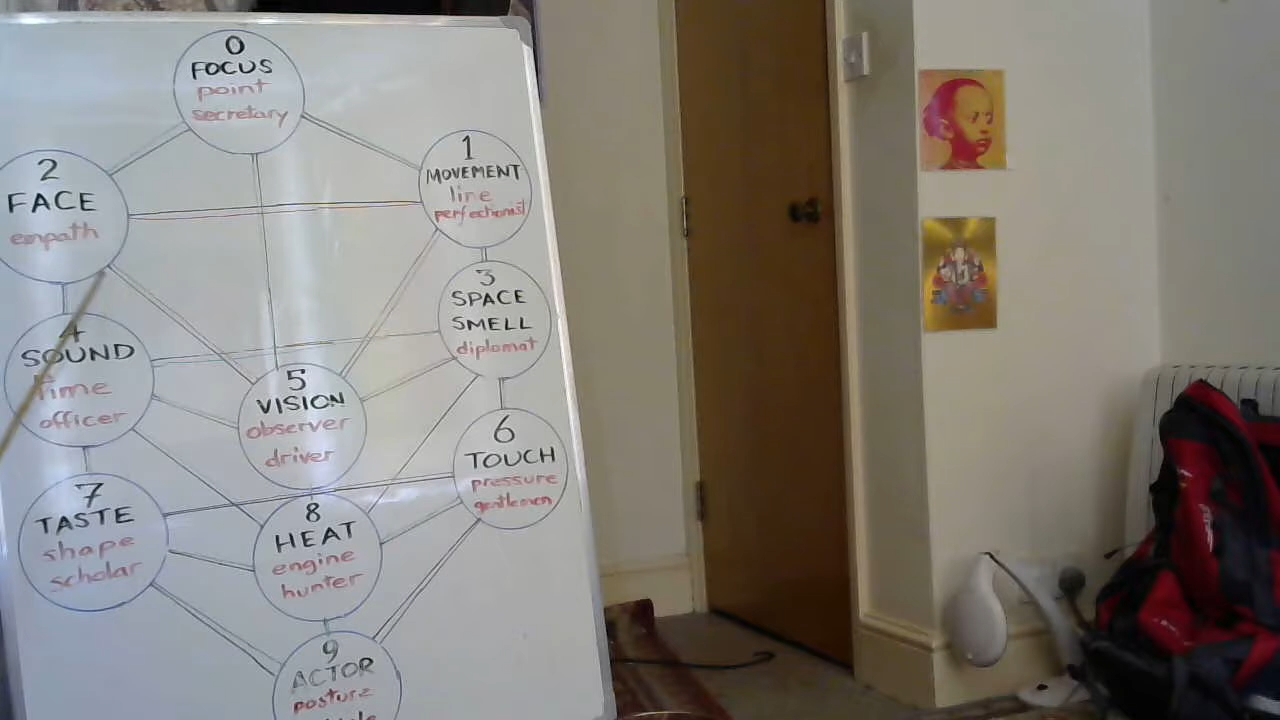 0
FOCUS
point
secretary
1
MOVEMENT
line
perfectionist
2
FACE
empath
3
SPACE
SMELL
diplomat
4
SOUND
time
officer
5
VISION
observer
driver
6
TOUCH
pressure
gentlemen
7
TASTE
shape
scholar
8
HEAT
engine
hunter
9
ACTOR
posture